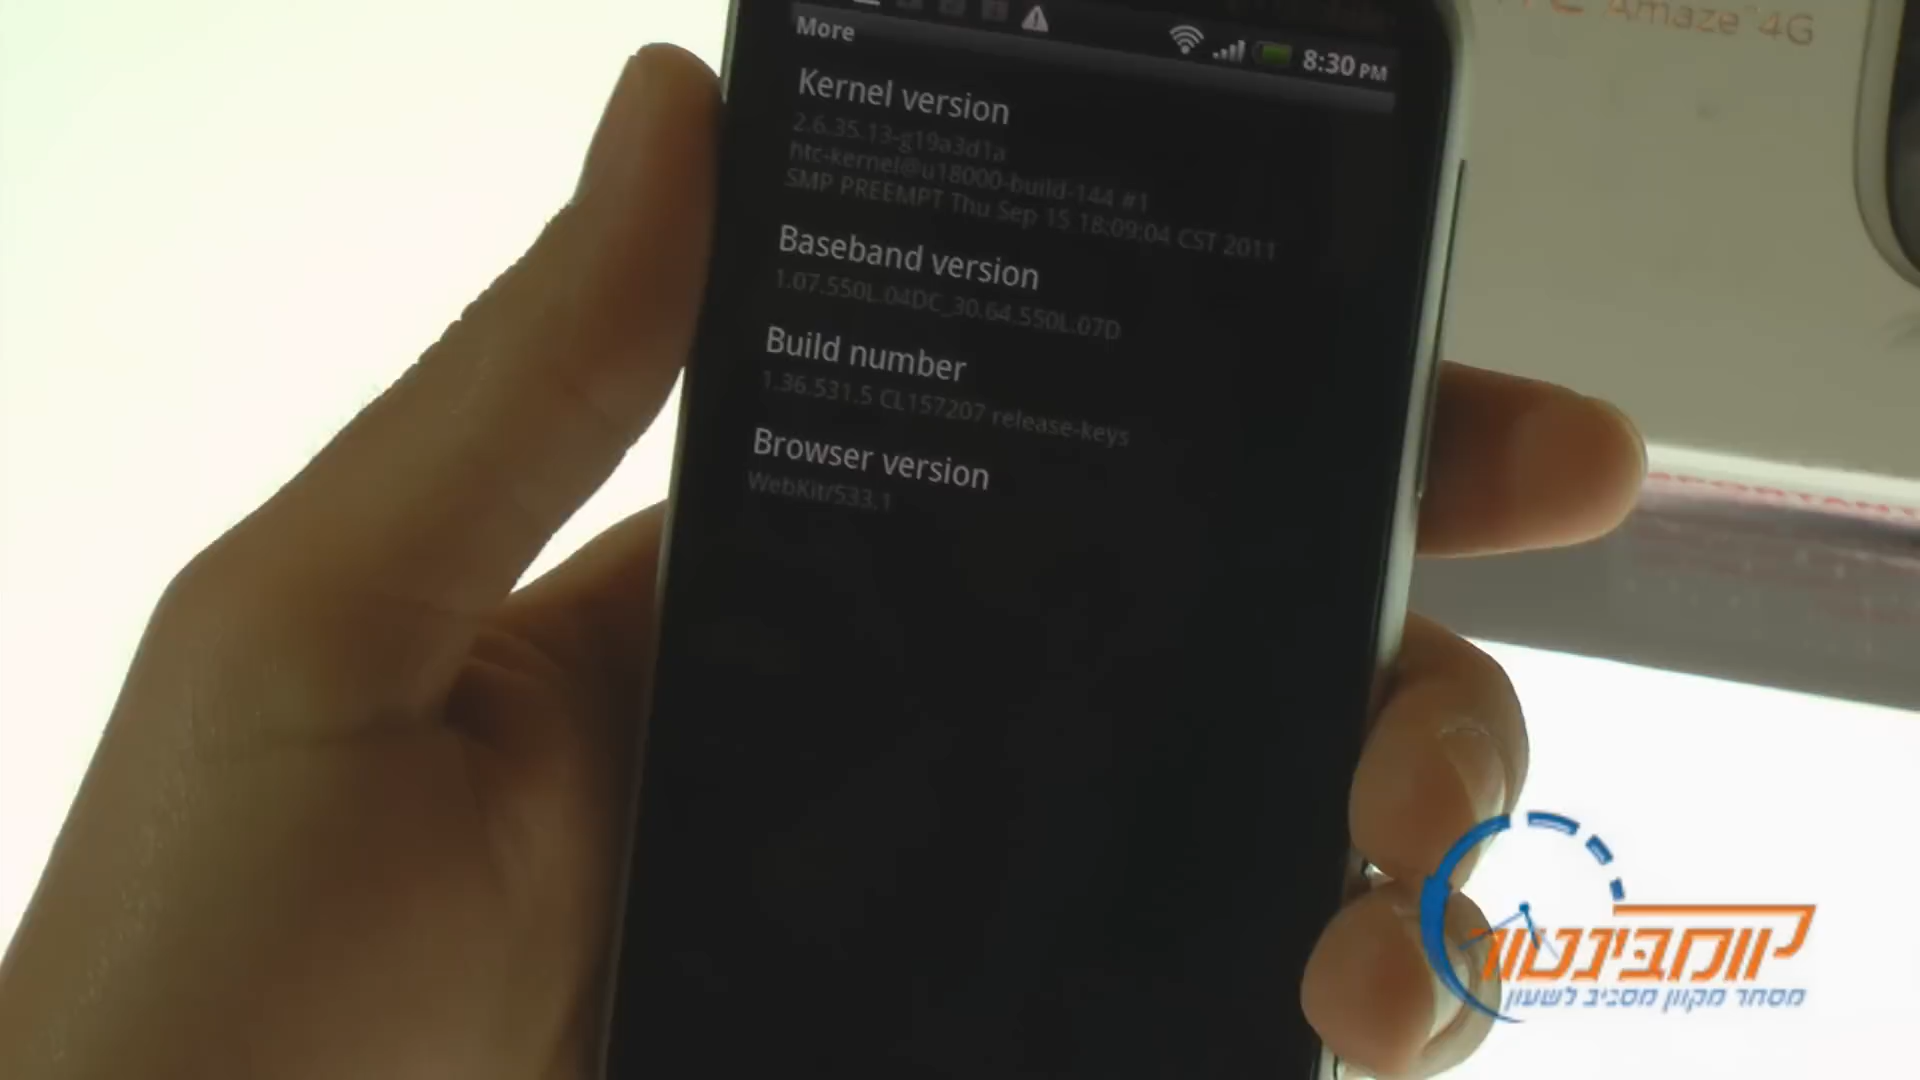 HTC Amaze 4G
More
8:30 PM
Kernel version
2.6.35.13-g19a3d1a
htc-kernel@u18000-build-144 #1
SMP PREEMPT Thu Sep 15 18:09:04 CST 2011
Baseband version
1.07.550L.04DC_30.64.550L.07D
Build number
1.36.531.5 CL157207 release-keys
Browser version
WebKit/533.1
IMPORTANT
קומבינטור
מסחר מקוון מסביב לשעון